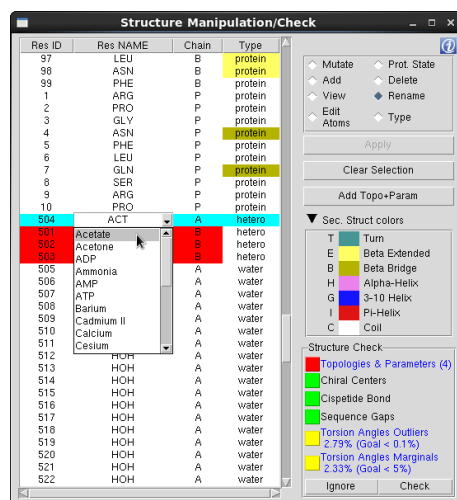 Structure Manipulation/Check
Res ID Res NAME Chain Type
97 LEU B protein
98 ASN B protein
99 PHE B protein
1 ARG P protein
2 PRO P protein
3 GLY P protein
4 ASN P protein
5 PHE P protein
6 LEU P protein
7 GLN P protein
8 SER P protein
9 ARG P protein
10 PRO P protein
504 ACT A hetero
501 B hetero
502 B hetero
503 B hetero
505 A water
506 A water
507 A water
508 A water
509 A water
510 A water
511 A water
512 HOH A water
513 HOH A water
514 HOH A water
515 HOH A water
516 HOH A water
517 HOH A water
518 HOH A water
519 HOH A water
520 HOH A water
521 HOH A water
522 HOH A water
Acetate
Acetone
ADP
Ammonia
AMP
ATP
Barium
Cadmium II
Calcium
Cesium
i
Mutate Prot. State
Add Delete
View Rename
Edit
Atoms
Type
Apply
Clear Selection
Add Topo+Param
Sec. Struct colors
T Turn
E Beta Extended
B Beta Bridge
H Alpha-Helix
G 3-10 Helix
I Pi-Helix
C Coil
Structure Check
Topologies & Parameters (4)
Chiral Centers
Cispetide Bond
Sequence Gaps
Torsion Angles Outliers
2.79% (Goal < 0.1%)
Torsion Angles Marginals
2.33% (Goal < 5%)
Ignore Check